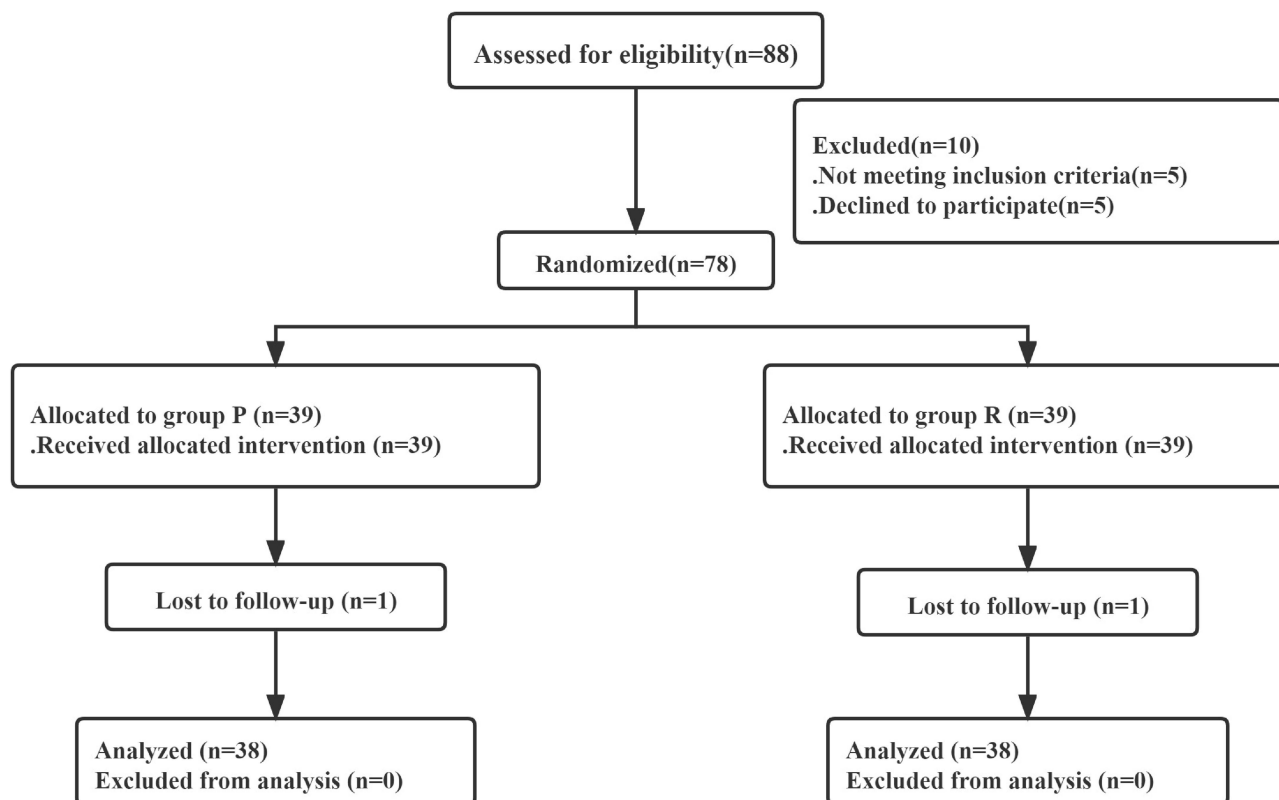 Assessed for eligibility(n=88)
Excluded(n=10)
.Not meeting inclusion criteria(n=5)
.Declined to participate(n=5)
Randomized(n=78)
Allocated to group P (n=39)
.Received allocated intervention (n=39)
Allocated to group R (n=39)
.Received allocated intervention (n=39)
Lost to follow-up (n=1)
Lost to follow-up (n=1)
Analyzed (n=38)
Excluded from analysis (n=0)
Analyzed (n=38)
Excluded from analysis (n=0)